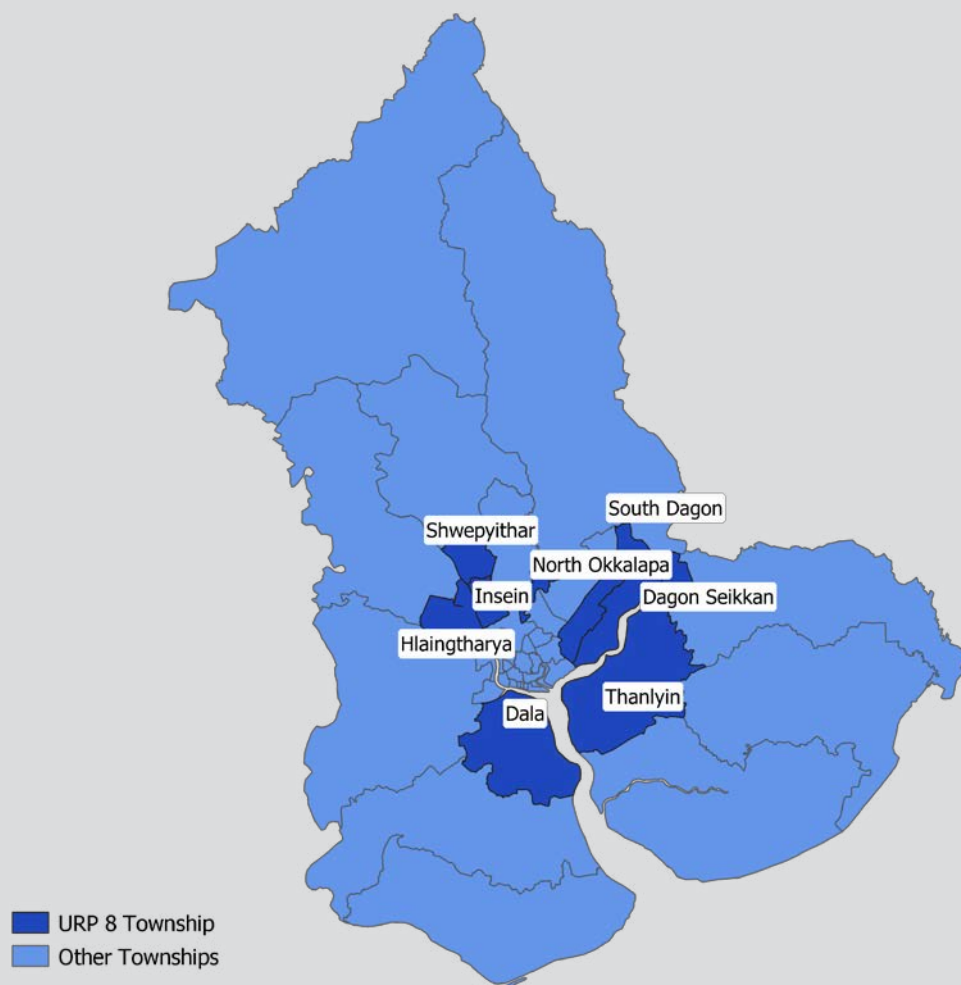 South Dagon
Shwepyithar
North Okkalapa
Insein
Dagon Seikkan
Hlaingtharya
Thanlyin
Dala
URP 8 Township
Other Townships